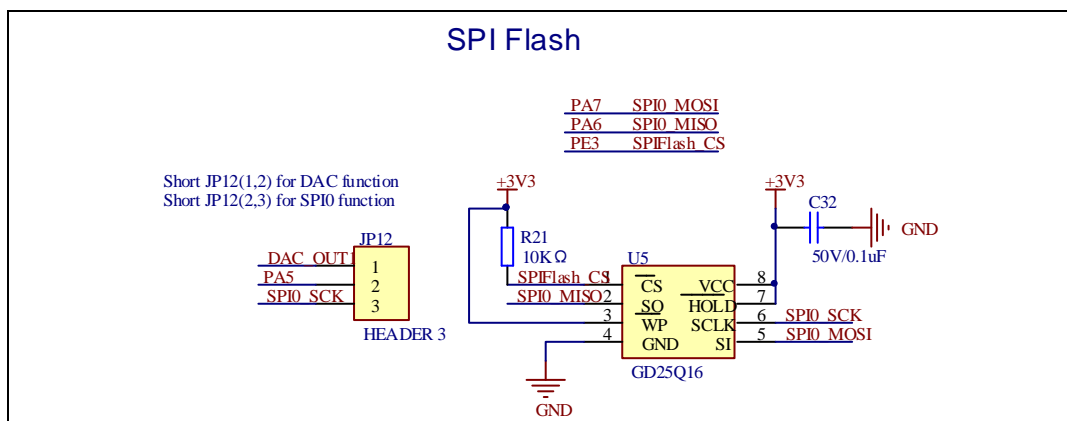 SPI Flash
PA7 SPI0_MOSI
PA6 SPI0_MISO
PE3 SPIFlash_CS
Short JP12(1,2) for DAC function
Short JP12(2,3) for SPI0 function
JP12
DAC_OUT1 1
PA5 2
SPI0_SCK 3
HEADER 3
+3V3
R21
10KΩ
+3V3
C32
50V/0.1uF
GND
U5
SPIFlash_CS 1 CS VCC 8
SPI0_MISO 2 SO HOLD 7
3 WP SCLK 6 SPI0_SCK
4 GND SI 5 SPI0_MOSI
GD25Q16
GND